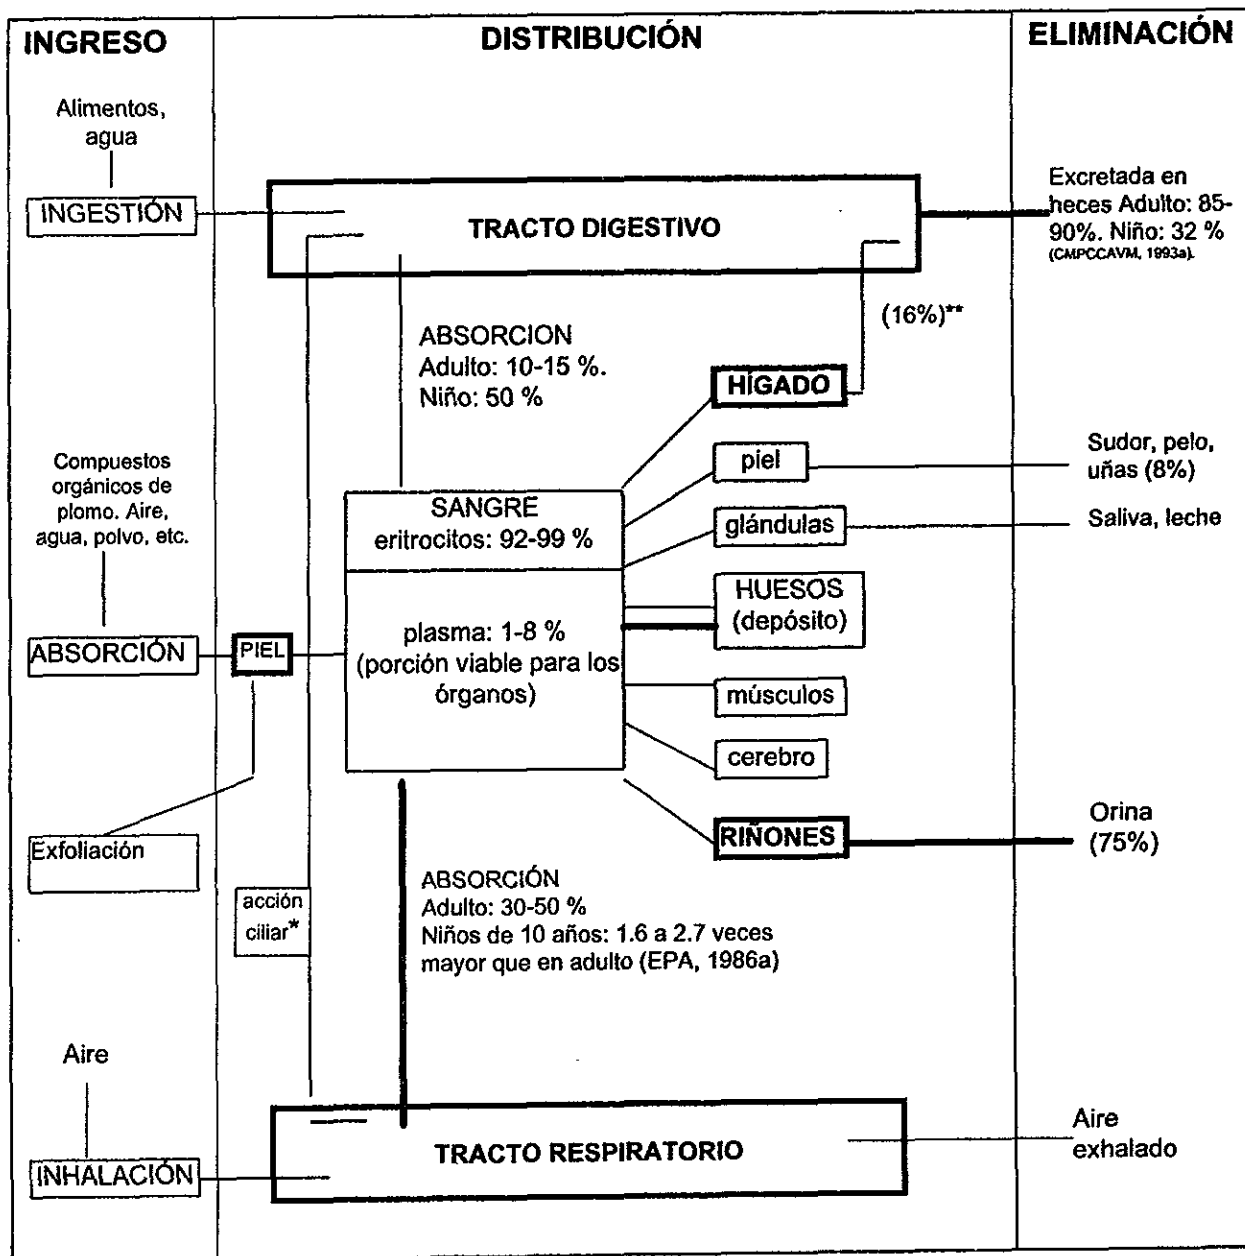 INGRESO
DISTRIBUCIÓN
ELIMINACIÓN
Alimentos,
agua
INGESTIÓN
TRACTO DIGESTIVO
Excretada en
heces Adulto: 85-
90%. Niño: 32 %
(CMPCCAVM, 1993a).
(16%)**
ABSORCION
Adulto: 10-15 %.
Niño: 50 %
HÍGADO
Compuestos
orgánicos de
plomo. Aire,
agua, polvo, etc.
piel
Sudor, pelo,
uñas (8%)
SANGRE
eritrocitos: 92-99 %
glándulas
Saliva, leche
HUESOS
(depósito)
ABSORCIÓN
PIEL
plasma: 1-8 %
(porción viable para los
órganos)
músculos
cerebro
Exfoliación
RIÑONES
Orina
(75%)
acción
ciliar*
ABSORCIÓN
Adulto: 30-50 %
Niños de 10 años: 1.6 a 2.7 veces
mayor que en adulto (EPA, 1986a)
Aire
INHALACIÓN
TRACTO RESPIRATORIO
Aire
exhalado